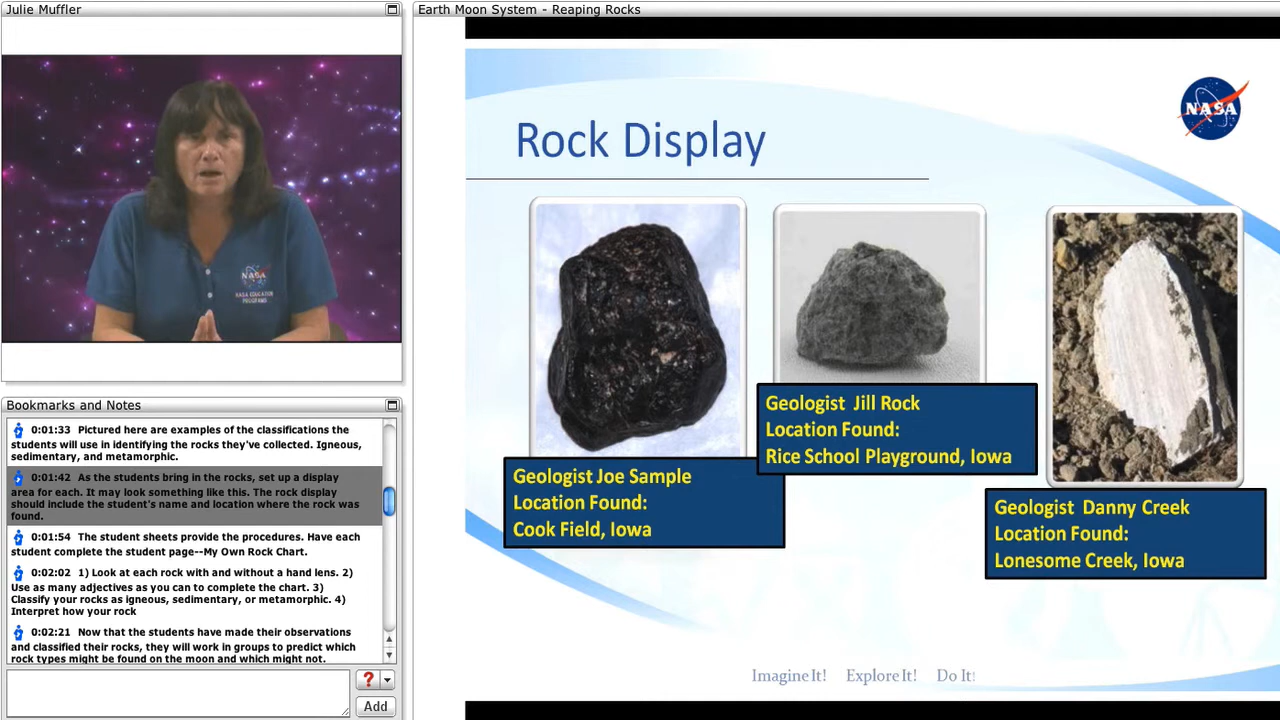 Julie Muffler
Earth Moon System - Reaping Rocks
NASA
NASA EDUCATION
PROGRAMS
Rock Display
NASA
Geologist Joe Sample
Location Found:
Cook Field, Iowa
Geologist Jill Rock
Location Found:
Rice School Playground, Iowa
Geologist Danny Creek
Location Found:
Lonesome Creek, Iowa
Imagine It! Explore It! Do It!
Bookmarks and Notes
0:01:33 Pictured here are examples of the classifications the
students will use in identifying the rocks they've collected. Igneous,
sedimentary, and metamorphic.
0:01:42 As the students bring in the rocks, set up a display
area for each. It may look something like this. The rock display
should include the student's name and location where the rock was
found.
0:01:54 The student sheets provide the procedures. Have each
student complete the student page--My Own Rock Chart.
0:02:02 1) Look at each rock with and without a hand lens. 2)
Use as many adjectives as you can to complete the chart. 3)
Classify your rocks as igneous, sedimentary, or metamorphic. 4)
Interpret how your rock
0:02:21 Now that the students have made their observations
and classified their rocks, they will work in groups to predict which
rock types might be found on the moon and which might not.
?
Add